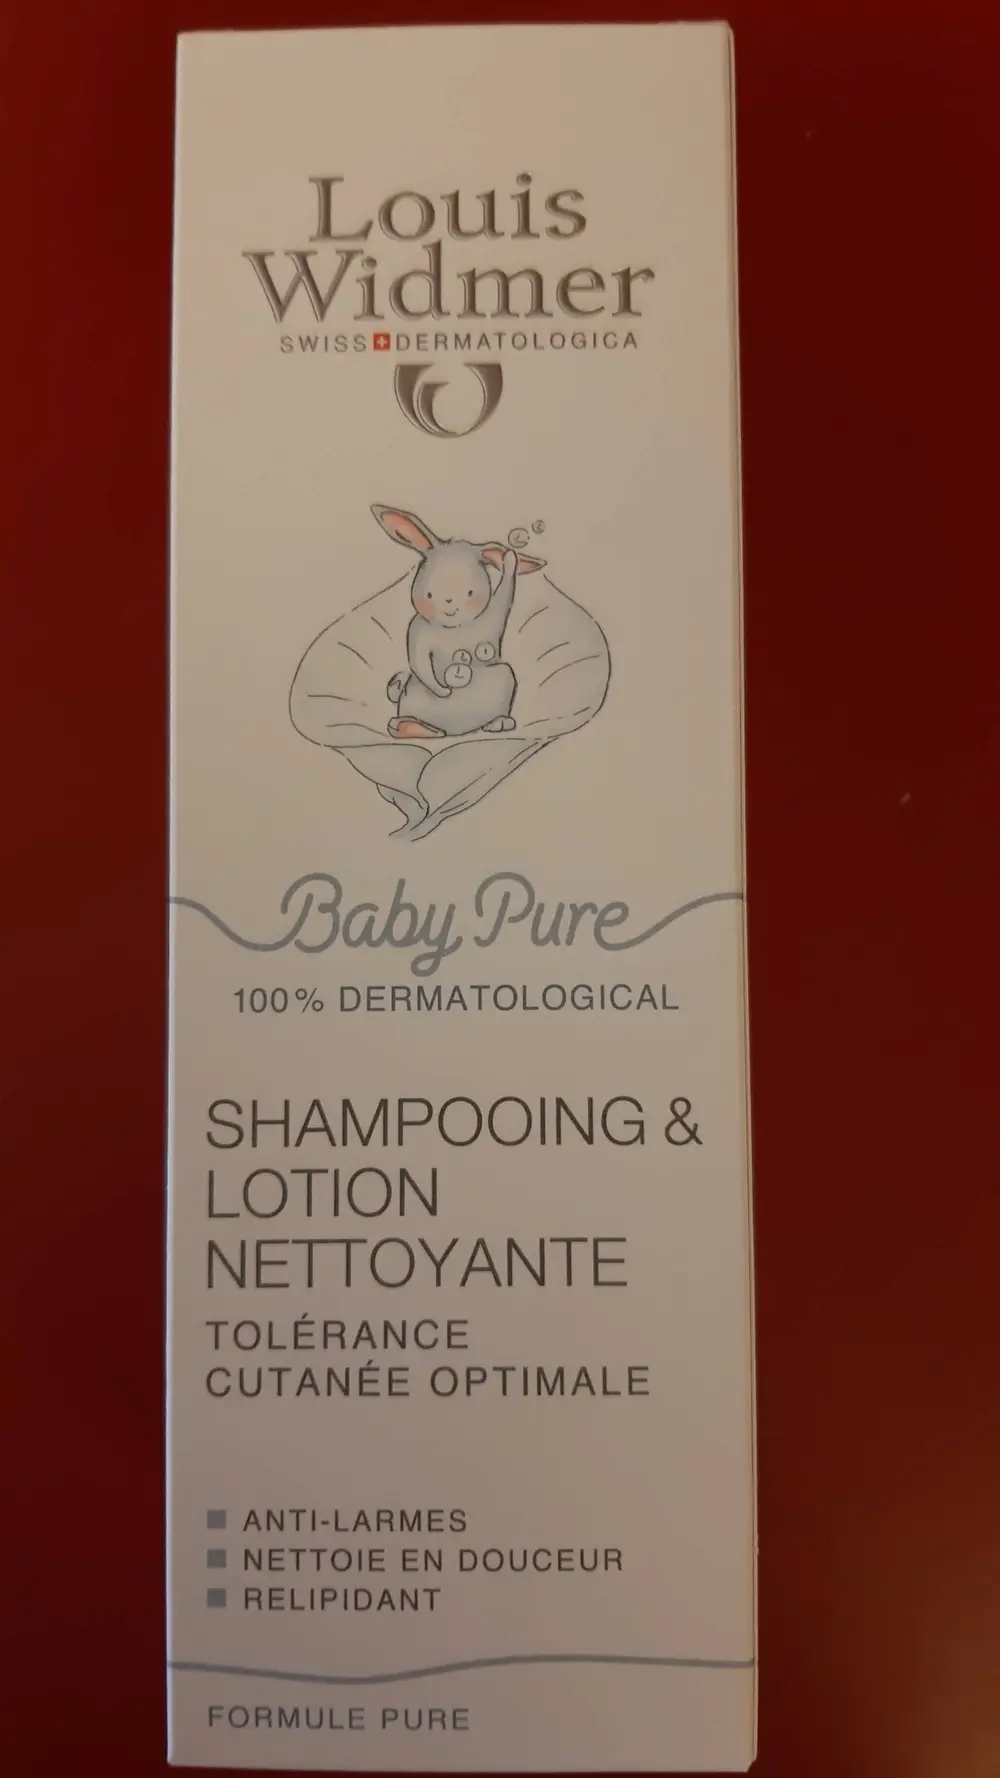 Louis
Widmer
SWISS DERMATOLOGICA
Baby Pure
100% DERMATOLOGICAL
SHAMPOOING &
LOTION
NETTOYANTE
TOLÉRANCE
CUTANÉE OPTIMALE
ANTI-LARMES
NETTOIE EN DOUCEUR
RELIPIDANT
FORMULE PURE